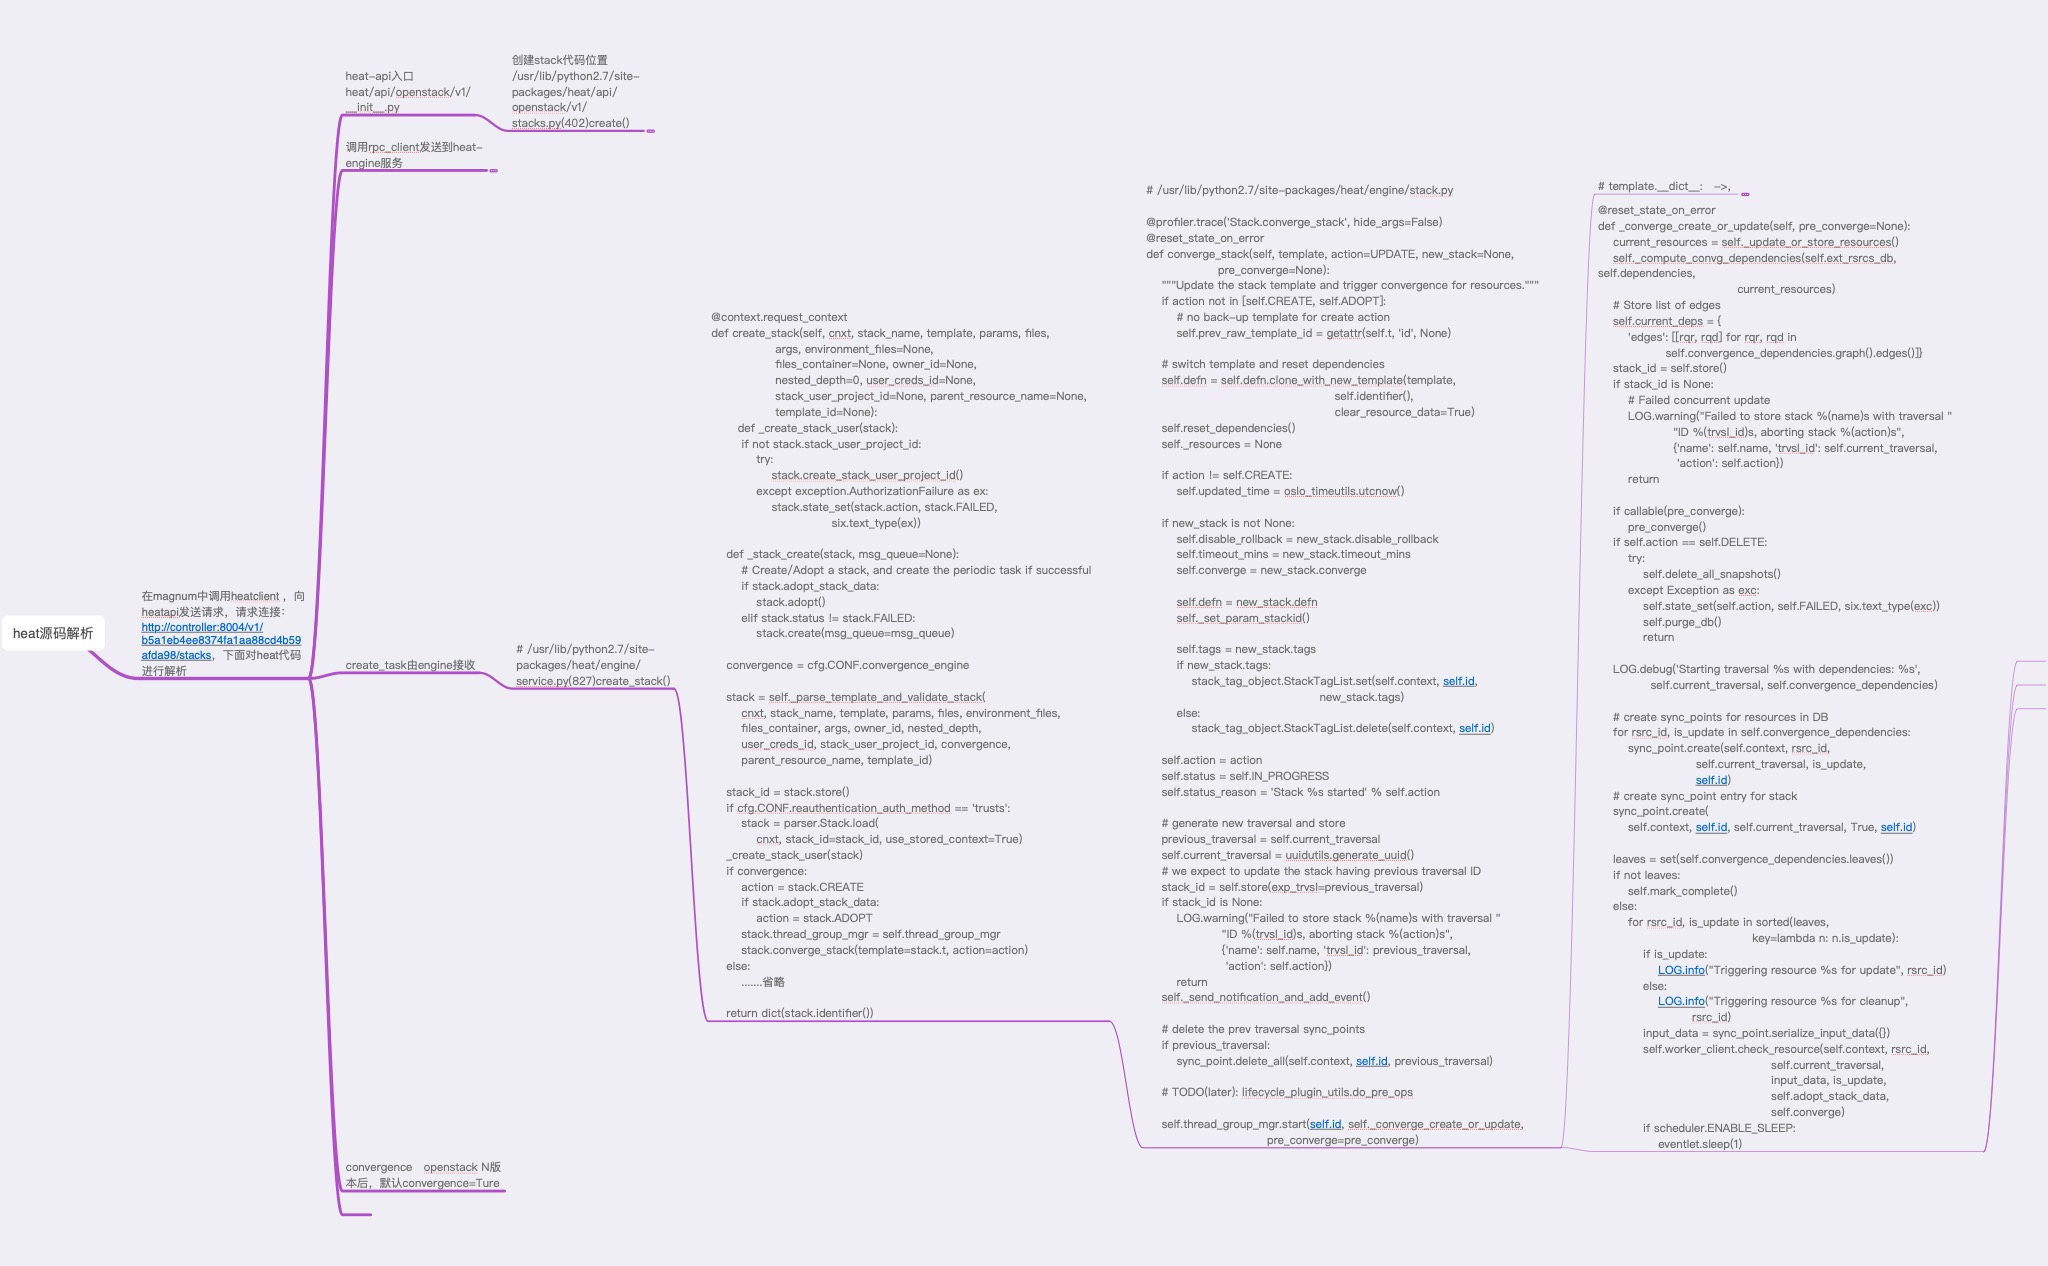 heat源码解析
在magnum中调用heatclient ，向
heatapi发送请求，请求连接：
http://controller:8004/v1/
b5a1eb4ee8374fa1aa88cd4b59
afda98/stacks，下面对heat代码
进行解析
heat-api入口
heat/api/openstack/v1/
__init__.py
创建stack代码位置
/usr/lib/python2.7/site-
packages/heat/api/
openstack/v1/
stacks.py(402)create()
调用rpc_client发送到heat-
engine服务
create_task由engine接收
# /usr/lib/python2.7/site-
packages/heat/engine/
service.py(827)create_stack()
@context.request_context
def create_stack(self, cnxt, stack_name, template, params, files,
args, environment_files=None,
files_container=None, owner_id=None,
nested_depth=0, user_creds_id=None,
stack_user_project_id=None, parent_resource_name=None,
template_id=None):
def _create_stack_user(stack):
if not stack.stack_user_project_id:
try:
stack.create_stack_user_project_id()
except exception.AuthorizationFailure as ex:
stack.state_set(stack.action, stack.FAILED,
six.text_type(ex))
def _stack_create(stack, msg_queue=None):
# Create/Adopt a stack, and create the periodic task if successful
if stack.adopt_stack_data:
stack.adopt()
elif stack.status != stack.FAILED:
stack.create(msg_queue=msg_queue)
convergence = cfg.CONF.convergence_engine
stack = self._parse_template_and_validate_stack(
cnxt, stack_name, template, params, files, environment_files,
files_container, args, owner_id, nested_depth,
user_creds_id, stack_user_project_id, convergence,
parent_resource_name, template_id)
stack_id = stack.store()
if cfg.CONF.reauthentication_auth_method == 'trusts':
stack = parser.Stack.load(
cnxt, stack_id=stack_id, use_stored_context=True)
_create_stack_user(stack)
if convergence:
action = stack.CREATE
if stack.adopt_stack_data:
action = stack.ADOPT
stack.thread_group_mgr = self.thread_group_mgr
stack.converge_stack(template=stack.t, action=action)
else:
.......省略
return dict(stack.identifier())
# /usr/lib/python2.7/site-packages/heat/engine/stack.py
@profiler.trace('Stack.converge_stack', hide_args=False)
@reset_state_on_error
def converge_stack(self, template, action=UPDATE, new_stack=None,
pre_converge=None):
"""Update the stack template and trigger convergence for resources."""
if action not in [self.CREATE, self.ADOPT]:
# no back-up template for create action
self.prev_raw_template_id = getattr(self.t, 'id', None)
# switch template and reset dependencies
self.defn = self.defn.clone_with_new_template(template,
self.identifier(),
clear_resource_data=True)
self.reset_dependencies()
self._resources = None
if action != self.CREATE:
self.updated_time = oslo_timeutils.utcnow()
if new_stack is not None:
self.disable_rollback = new_stack.disable_rollback
self.timeout_mins = new_stack.timeout_mins
self.converge = new_stack.converge
self.defn = new_stack.defn
self._set_param_stackid()
self.tags = new_stack.tags
if new_stack.tags:
stack_tag_object.StackTagList.set(self.context, self.id,
new_stack.tags)
else:
stack_tag_object.StackTagList.delete(self.context, self.id)
self.action = action
self.status = self.IN_PROGRESS
self.status_reason = 'Stack %s started' % self.action
# generate new traversal and store
previous_traversal = self.current_traversal
self.current_traversal = uuidutils.generate_uuid()
# we expect to update the stack having previous traversal ID
stack_id = self.store(exp_trvsl=previous_traversal)
if stack_id is None:
LOG.warning("Failed to store stack %(name)s with traversal "
"ID %(trvsl_id)s, aborting stack %(action)s",
{'name': self.name, 'trvsl_id': previous_traversal,
'action': self.action})
return
self._send_notification_and_add_event()
# delete the prev traversal sync_points
if previous_traversal:
sync_point.delete_all(self.context, self.id, previous_traversal)
# TODO(later): lifecycle_plugin_utils.do_pre_ops
self.thread_group_mgr.start(self.id, self._converge_create_or_update,
pre_converge=pre_converge)
# template.__dict__: ->,
@reset_state_on_error
def _converge_create_or_update(self, pre_converge=None):
current_resources = self._update_or_store_resources()
self._compute_convg_dependencies(self.ext_rsrcs_db,
self.dependencies,
current_resources)
# Store list of edges
self.current_deps = {
'edges': [[rqr, rqd] for rqr, rqd in
self.convergence_dependencies.graph().edges()]}
stack_id = self.store()
if stack_id is None:
# Failed concurrent update
LOG.warning("Failed to store stack %(name)s with traversal "
"ID %(trvsl_id)s, aborting stack %(action)s",
{'name': self.name, 'trvsl_id': self.current_traversal,
'action': self.action})
return
if callable(pre_converge):
pre_converge()
if self.action == self.DELETE:
try:
self.delete_all_snapshots()
except Exception as exc:
self.state_set(self.action, self.FAILED, six.text_type(exc))
self.purge_db()
return
LOG.debug('Starting traversal %s with dependencies: %s',
self.current_traversal, self.convergence_dependencies)
# create sync_points for resources in DB
for rsrc_id, is_update in self.convergence_dependencies:
sync_point.create(self.context, rsrc_id,
self.current_traversal, is_update,
self.id)
# create sync_point entry for stack
sync_point.create(
self.context, self.id, self.current_traversal, True, self.id)
leaves = set(self.convergence_dependencies.leaves())
if not leaves:
self.mark_complete()
else:
for rsrc_id, is_update in sorted(leaves,
key=lambda n: n.is_update):
if is_update:
LOG.info("Triggering resource %s for update", rsrc_id)
else:
LOG.info("Triggering resource %s for cleanup",
rsrc_id)
input_data = sync_point.serialize_input_data({})
self.worker_client.check_resource(self.context, rsrc_id,
self.current_traversal,
input_data, is_update,
self.adopt_stack_data,
self.converge)
if scheduler.ENABLE_SLEEP:
eventlet.sleep(1)
convergence openstack N版
本后，默认convergence=Ture